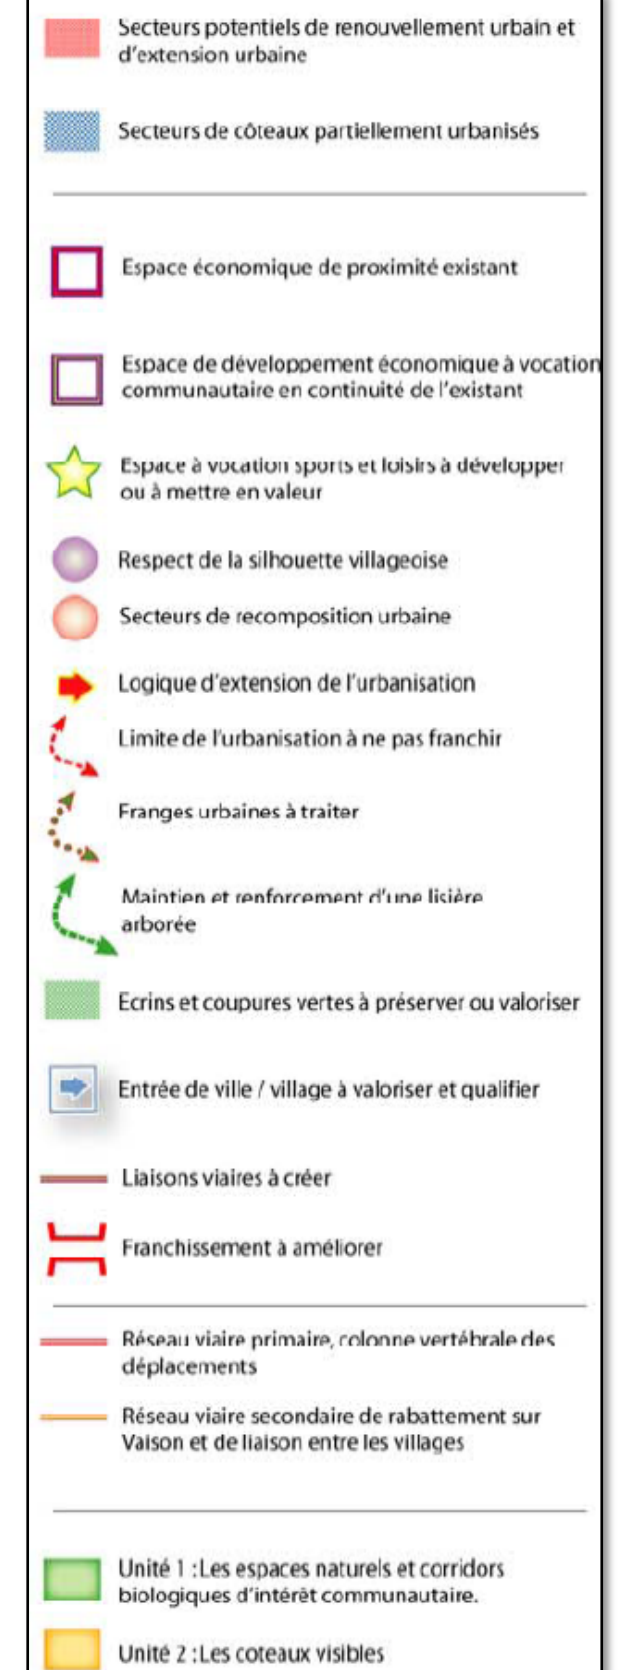 Secteurs potentiels de renouvellement urbain et
d'extension urbaine
Secteurs de côteaux partiellement urbanisés
Espace économique de proximité existant
Espace de développement économique à vocation
communautaire en continuité de l'existant
Espace à vocation sports et loisirs à développer
ou à mettre en valeur
Respect de la silhouette villageoise
Secteurs de recomposition urbaine
Logique d'extension de l'urbanisation
Limite de l'urbanisation à ne pas franchir
Franges urbaines à traiter
Maintien et renforcement d'une lisière
arborée
Ecrins et coupures vertes à préserver ou valoriser
Entrée de ville / village à valoriser et qualifier
Liaisons viaires à créer
Franchissement à améliorer
Réseau viaire primaire, colonne vertébrale des
déplacements
Réseau viaire secondaire de rabattement sur
Vaison et de liaison entre les villages
Unité 1 : Les espaces naturels et corridors
biologiques d'intérêt communautaire.
Unité 2 : Les coteaux visibles